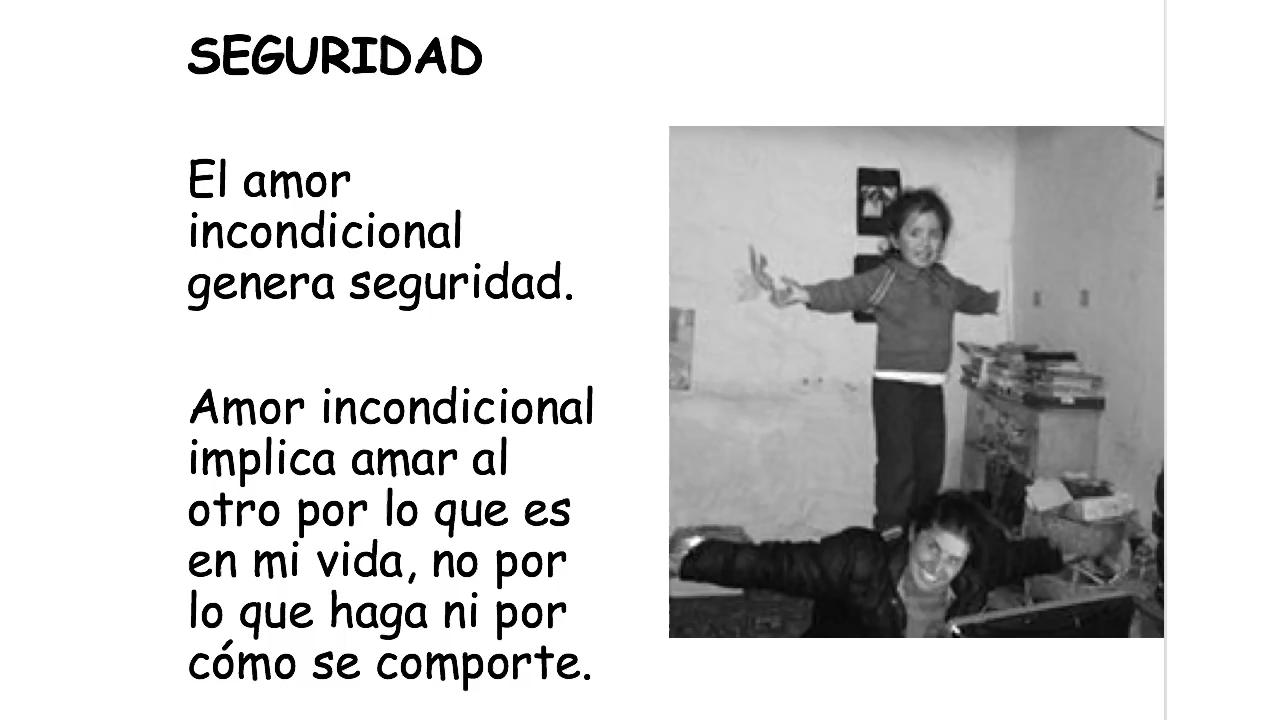 SEGURIDAD
El amor
incondicional
genera seguridad.
Amor incondicional
implica amar al
otro por lo que es
en mi vida, no por
lo que haga ni por
cómo se comporte.